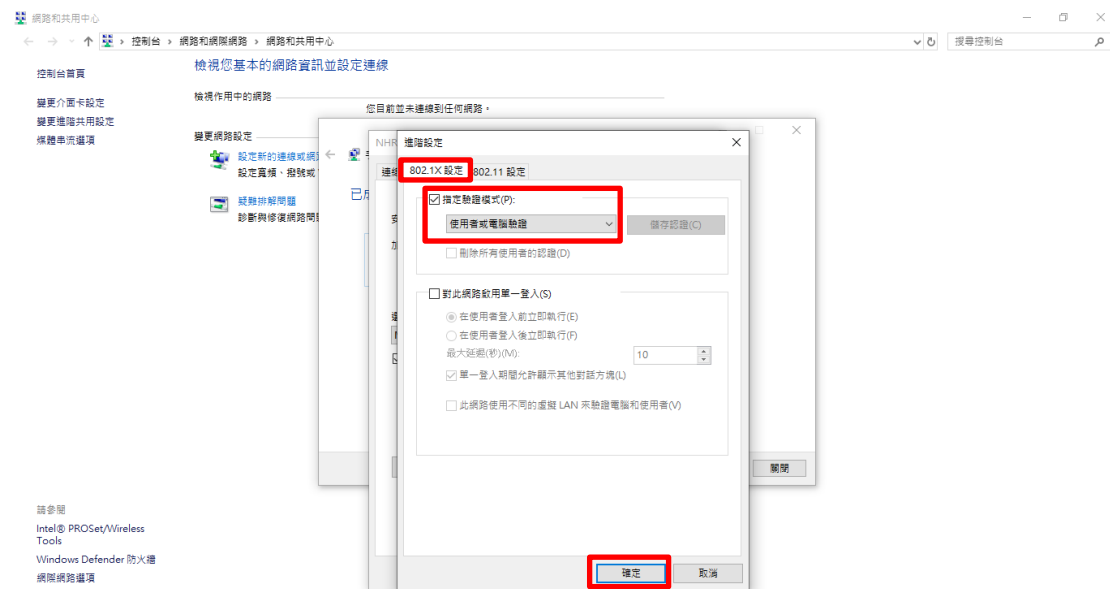 網路和共用中心
控制台 › 網路和網際網路 › 網路和共用中心
搜尋控制台
控制台首頁
變更介面卡設定
變更進階共用設定
媒體串流選項
檢視您基本的網路資訊並設定連線
檢視作用中的網路
您目前並未連線到任何網路。
變更網路設定
設定新的連線或網
設定寬頻、撥號或
疑難排解問題
診斷與修復網路問
NHR
進階設定
802.1X 設定
802.11 設定
指定驗證模式(P):
使用者或電腦驗證
儲存認證(C)
刪除所有使用者的認證(D)
對此網路啟用單一登入(S)
在使用者登入前立即執行(E)
在使用者登入後立即執行(F)
最大延遲(秒)(M):
10
單一登入期間允許顯示其他對話方塊(L)
此網路使用不同的虛擬 LAN 來驗證電腦和使用者(V)
關閉
確定
取消
請參閱
Intel® PROSet/Wireless
Tools
Windows Defender 防火牆
網際網路選項